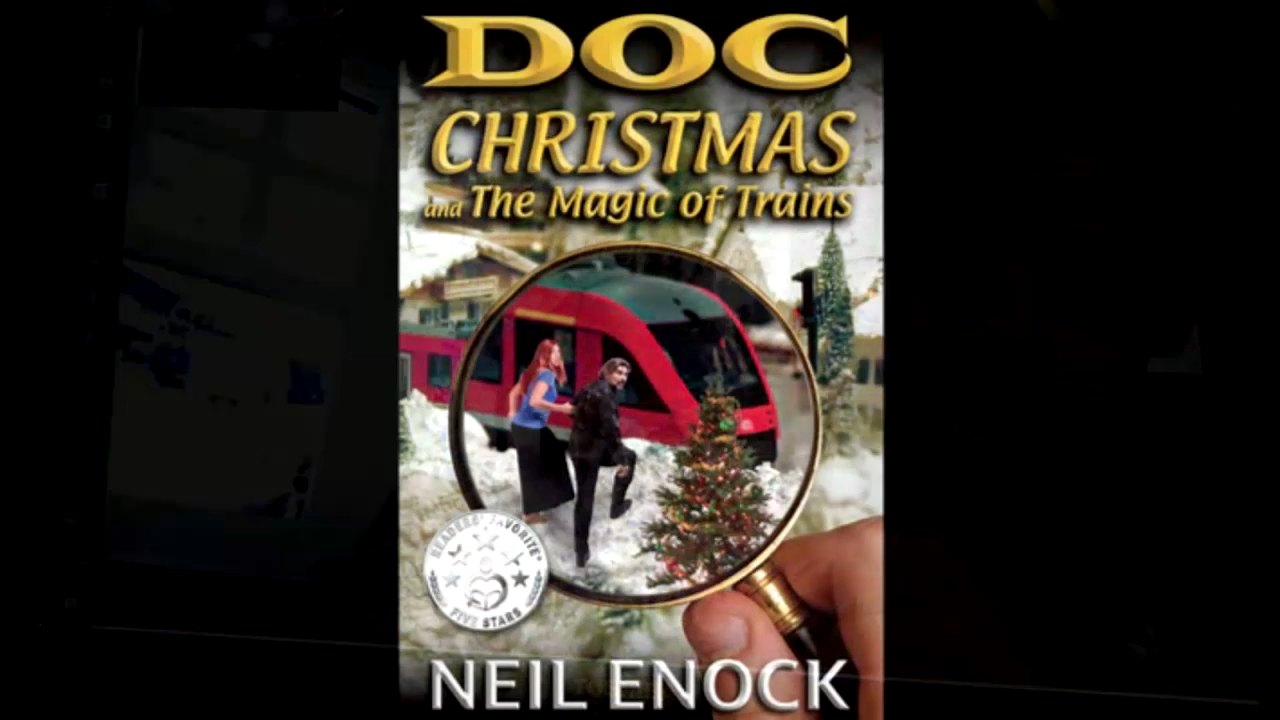 DOC
CHRISTMAS
and The Magic of Trains
READERS' FAVORITE®
FIVE STARS
NEIL ENOCK